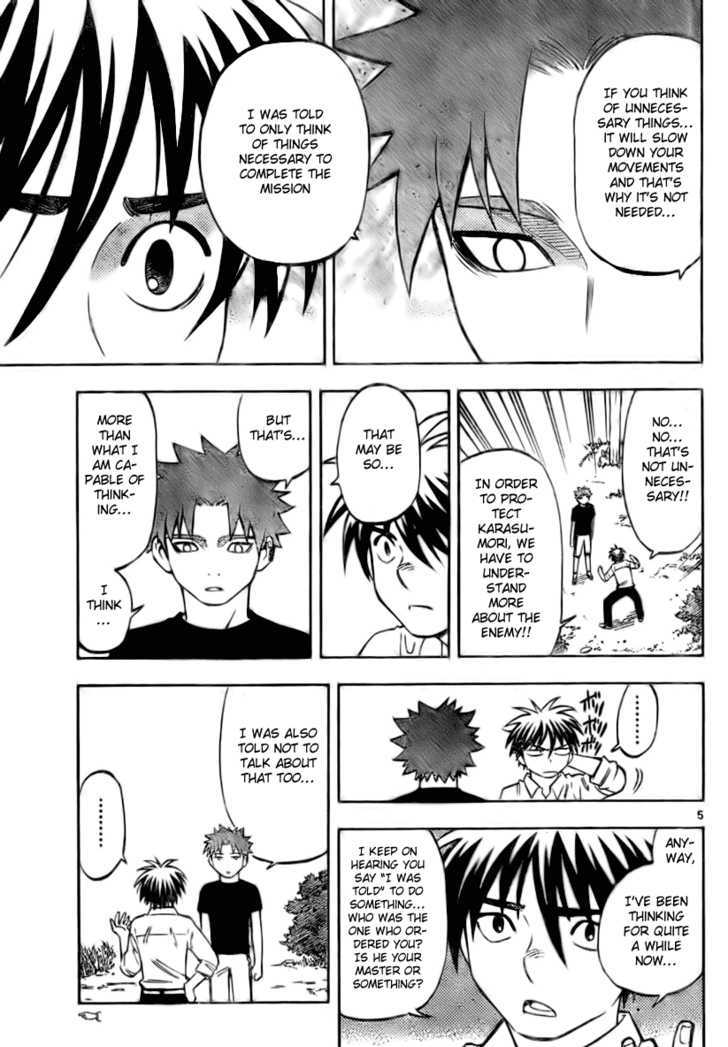 IF YOU THINK
OF UNNECES-
SARY THINGS...
IT WILL SLOW
DOWN YOUR
MOVEMENTS
AND THAT'S
WHY IT'S NOT
NEEDED...
I WAS TOLD
TO ONLY THINK
OF THINGS
NECESSARY TO
COMPLETE THE
MISSION
NO...
NO...
THAT'S
NOT UN-
NECES-
SARY!!
IN ORDER
TO PRO-
TECT
KARASU-
MORI, WE
HAVE TO
UNDER-
STAND
MORE
ABOUT THE
ENEMY!!
THAT
MAY BE
SO...
BUT
THAT'S...
MORE
THAN WHAT
I AM CA-
PABLE OF
THINK-
ING...
I
THINK
...
.........
ボボボ
5
ANY-
WAY,
I'VE BEEN
THINKING
FOR QUITE
A WHILE
NOW...
I KEEP ON
HEARING YOU
SAY "I WAS
TOLD" TO DO
SOMETHING...
WHO WAS THE
ONE WHO OR-
DERED YOU?
IS HE YOUR
MASTER OR
SOMETHING?
I WAS ALSO
TOLD NOT TO
TALK ABOUT
THAT TOO...
.........